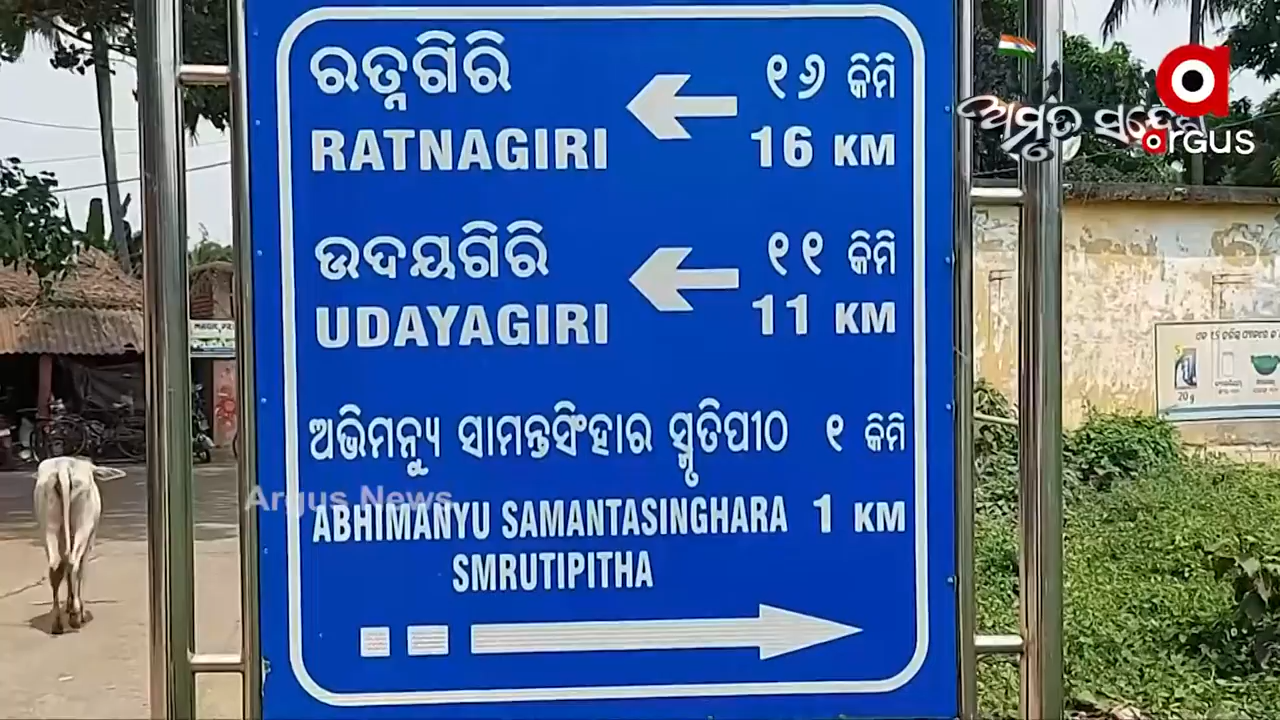 ରତ୍ନଗିରି ୧୬ କିମି
RATNAGIRI 16 KM
ଉଦୟଗିରି ୧୧ କିମି
UDAYAGIRI 11 KM
ଅଭିମନ୍ୟୁ ସାମନ୍ତସିଂହାର ସ୍ମୃତିପୀଠ ୧ କିମି
ABHIMANYU SAMANTASINGHARA 1 KM
SMRUTIPITHA
Argus News
ଅମୃତ
argus
20 g